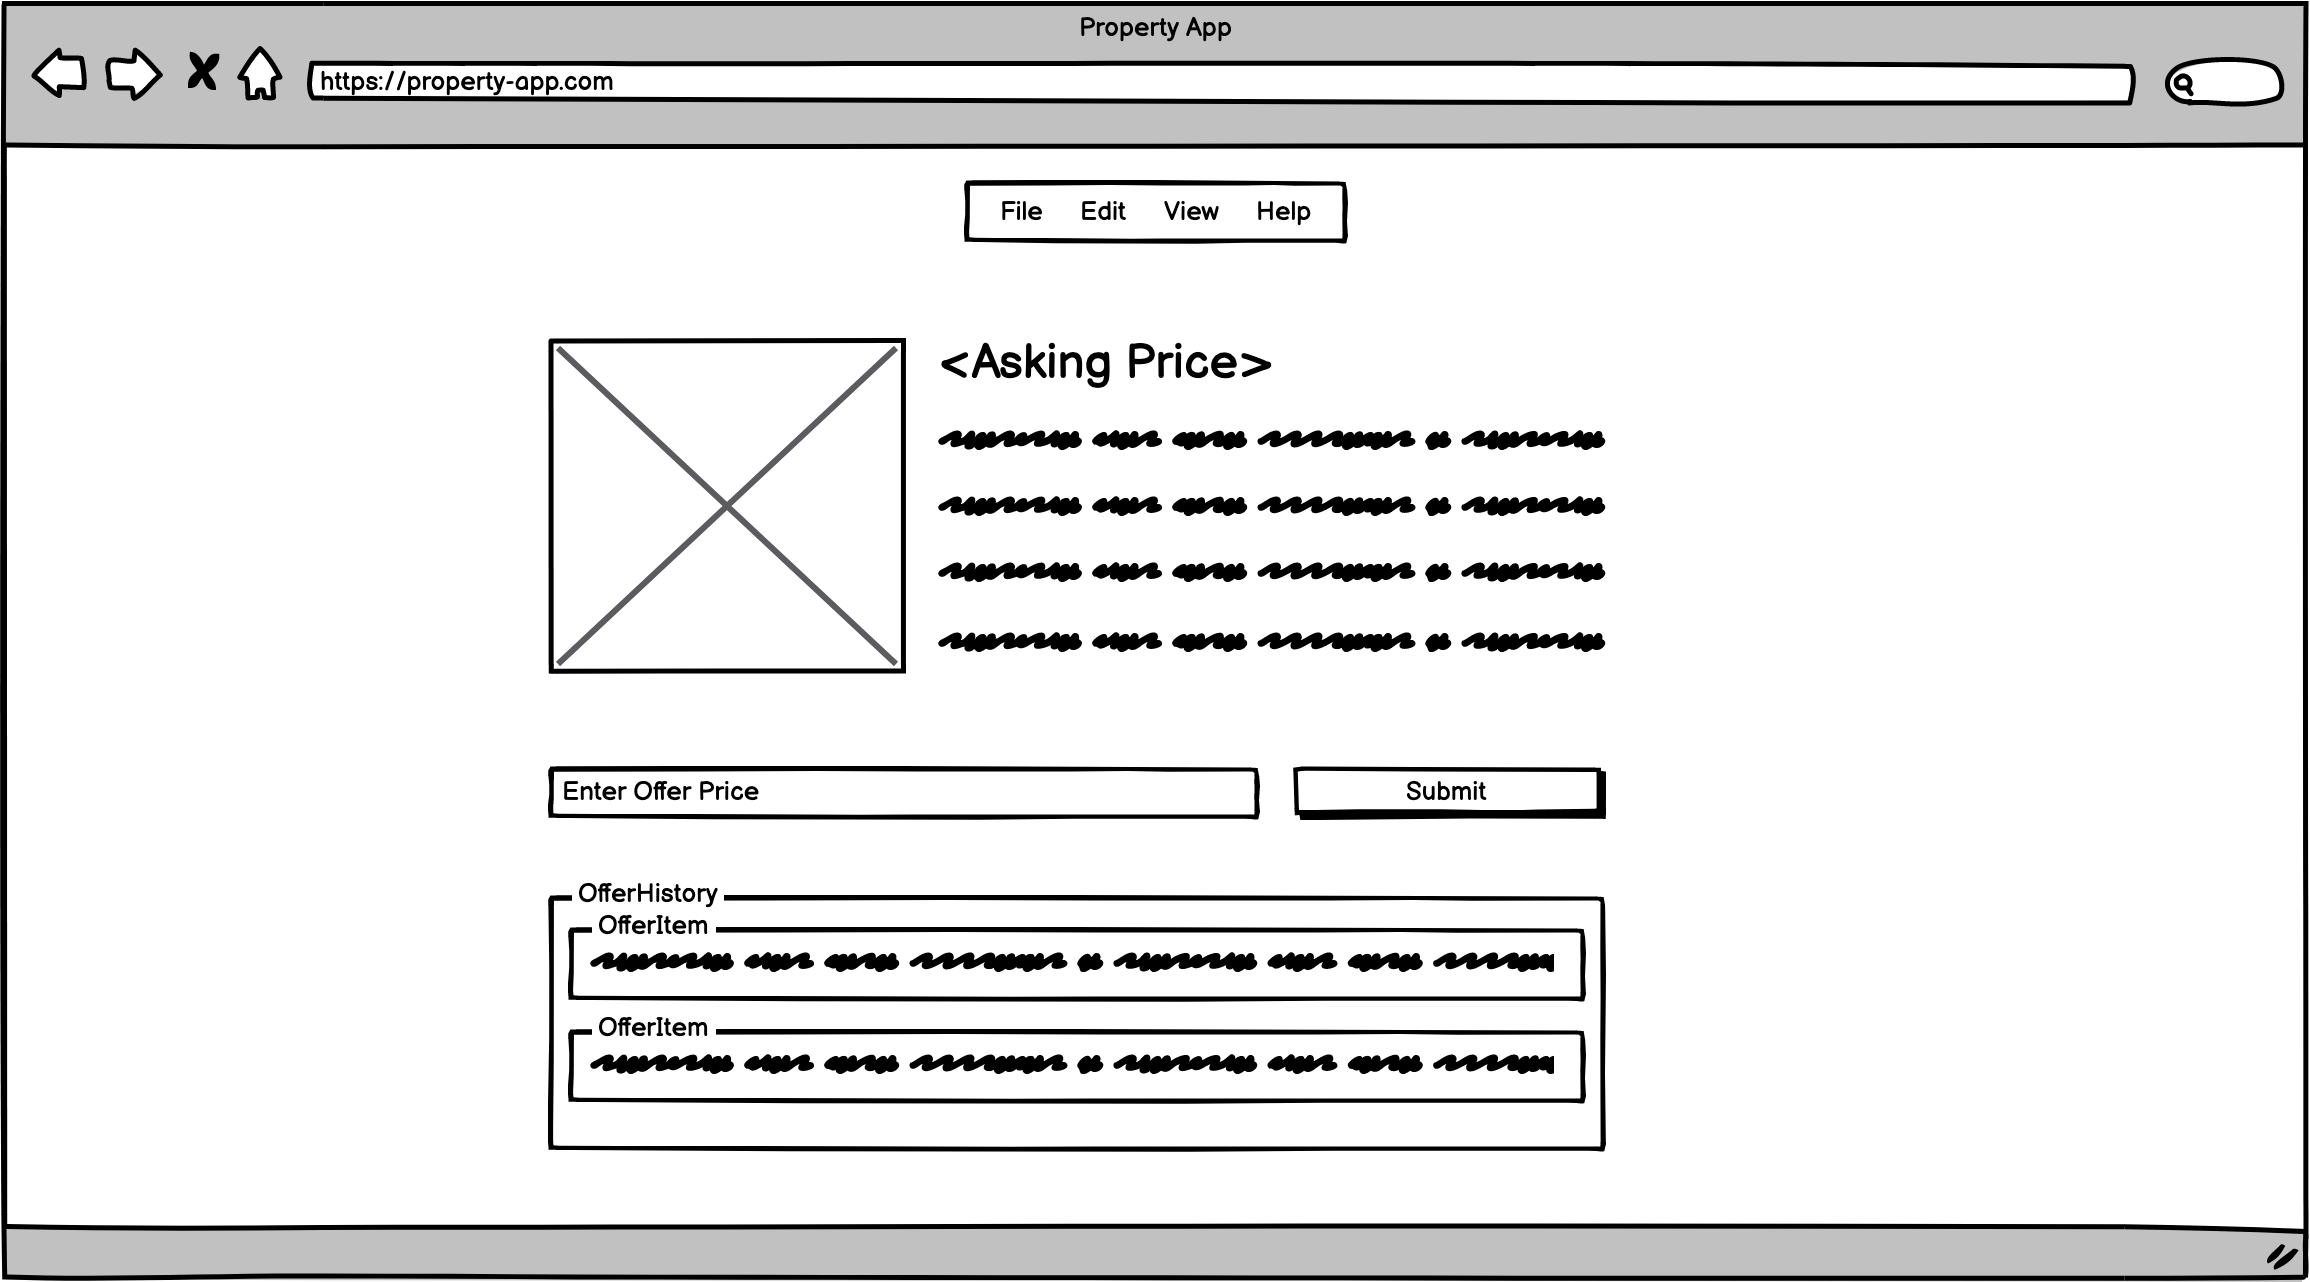 Property App
https://property-app.com
File Edit View Help
<Asking Price>
Enter Offer Price
Submit
OfferHistory
OfferItem
OfferItem